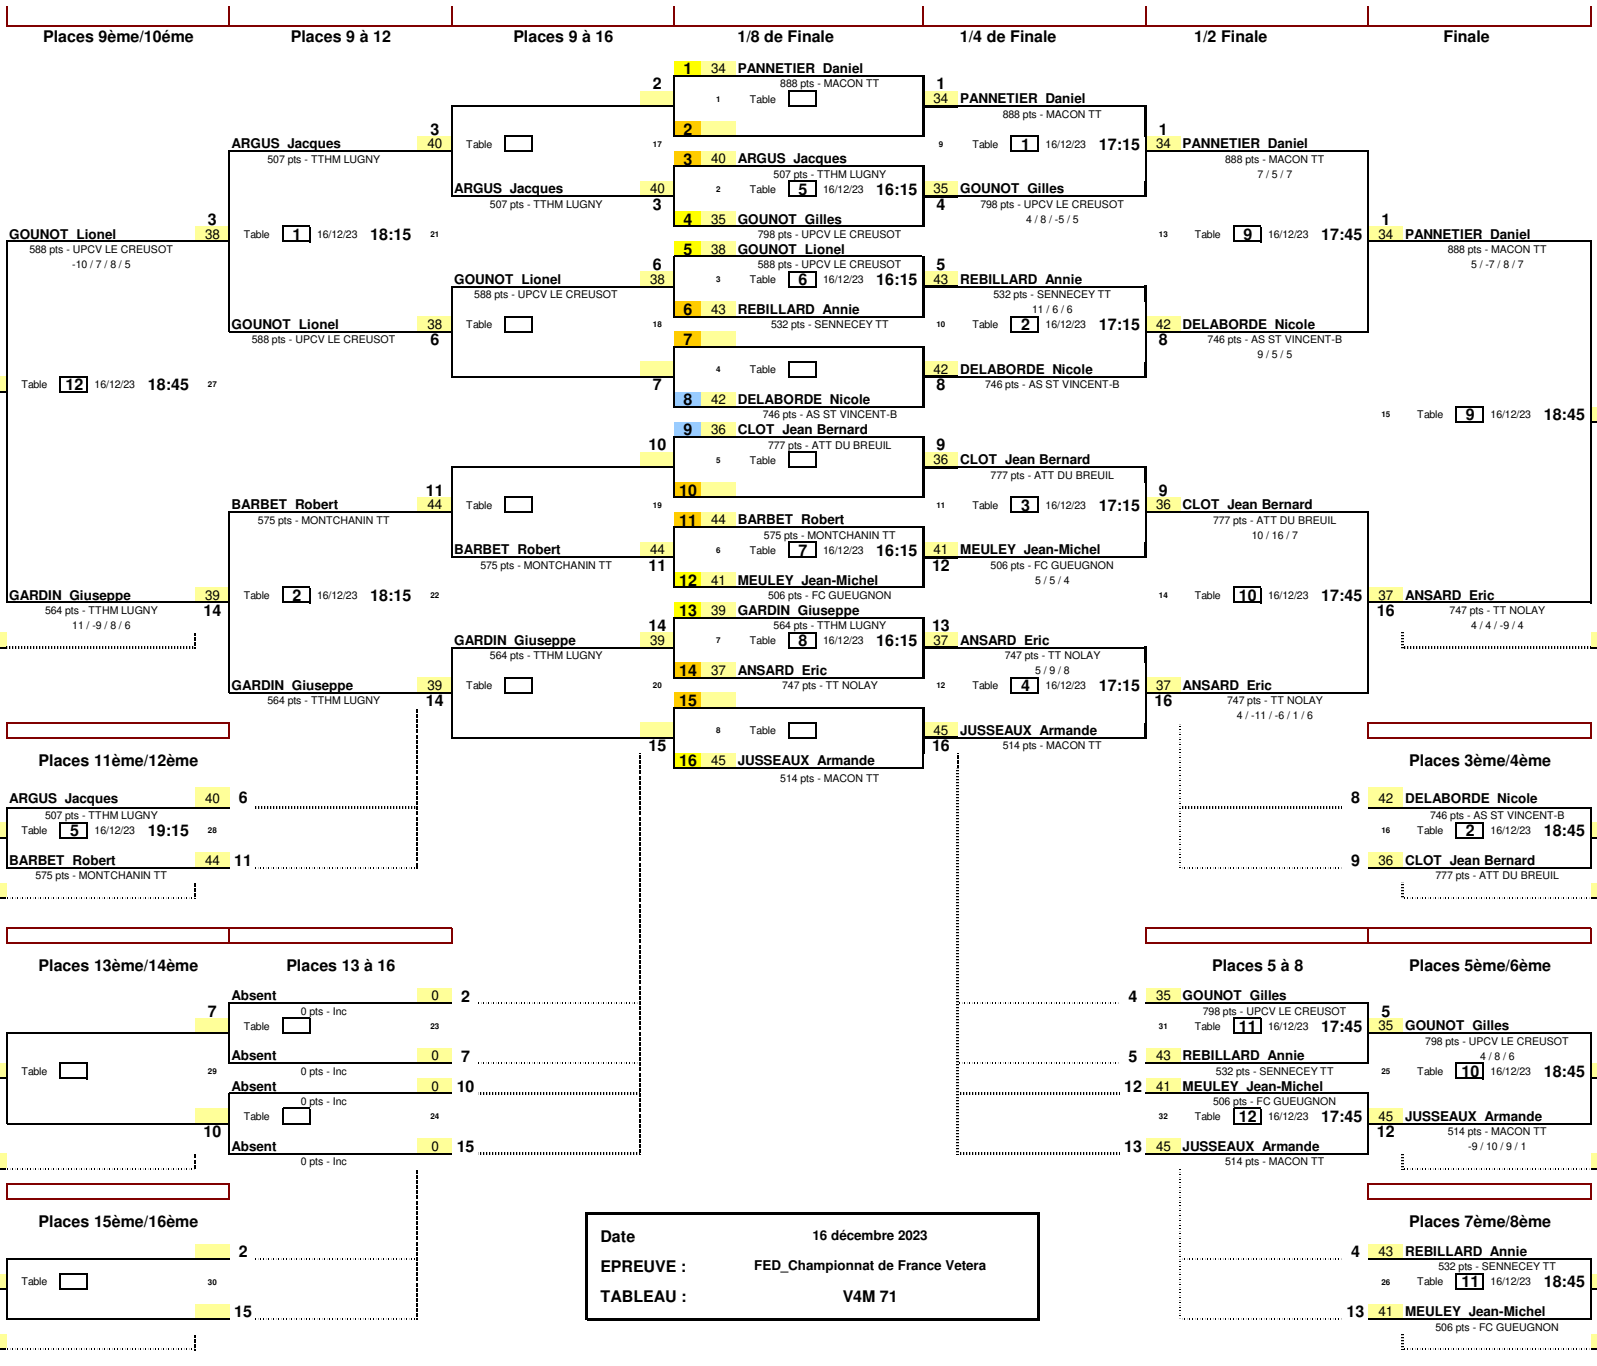 Places 9ème/10éme Places 9 à 12 Places 9 à 16 1/8 de Finale 1/4 de Finale 1/2 Finale Finale
1 34 PANNETIER Daniel
888 pts - MACON TT
1 Table
2
3 40 ARGUS Jacques
507 pts - TTHM LUGNY
2 Table 5 16/12/23 16:15
4 35 GOUNOT Gilles
798 pts - UPCV LE CREUSOT
5 38 GOUNOT Lionel
588 pts - UPCV LE CREUSOT
3 Table 6 16/12/23 16:15
6 43 REBILLARD Annie
532 pts - SENNECEY TT
7
4 Table
8 42 DELABORDE Nicole
746 pts - AS ST VINCENT-B
9 36 CLOT Jean Bernard
777 pts - ATT DU BREUIL
5 Table
10
11 44 BARBET Robert
575 pts - MONTCHANIN TT
6 Table 7 16/12/23 16:15
12 41 MEULEY Jean-Michel
506 pts - FC GUEUGNON
13 39 GARDIN Giuseppe
564 pts - TTHM LUGNY
7 Table 8 16/12/23 16:15
14 37 ANSARD Eric
747 pts - TT NOLAY
15
8 Table
16 45 JUSSEAUX Armande
514 pts - MACON TT
1
34 PANNETIER Daniel
888 pts - MACON TT
9 Table 1 16/12/23 17:15
35 GOUNOT Gilles
4 798 pts - UPCV LE CREUSOT
4 / 8 / -5 / 5
5
43 REBILLARD Annie
532 pts - SENNECEY TT
11 / 6 / 6
10 Table 2 16/12/23 17:15
42 DELABORDE Nicole
8 746 pts - AS ST VINCENT-B
9
36 CLOT Jean Bernard
777 pts - ATT DU BREUIL
11 Table 3 16/12/23 17:15
41 MEULEY Jean-Michel
12 506 pts - FC GUEUGNON
5 / 5 / 4
13
37 ANSARD Eric
747 pts - TT NOLAY
5 / 9 / 8
12 Table 4 16/12/23 17:15
45 JUSSEAUX Armande
16 514 pts - MACON TT
1
34 PANNETIER Daniel
888 pts - MACON TT
7 / 5 / 7
13 Table 9 16/12/23 17:45
42 DELABORDE Nicole
8 746 pts - AS ST VINCENT-B
9 / 5 / 5
9
36 CLOT Jean Bernard
777 pts - ATT DU BREUIL
10 / 16 / 7
14 Table 10 16/12/23 17:45
37 ANSARD Eric
16 747 pts - TT NOLAY
4 / -11 / -6 / 1 / 6
1
34 PANNETIER Daniel
888 pts - MACON TT
5 / -7 / 8 / 7
15 Table 9 16/12/23 18:45
37 ANSARD Eric
16 747 pts - TT NOLAY
4 / 4 / -9 / 4
2
Table 17
ARGUS Jacques 40
507 pts - TTHM LUGNY 3
6
GOUNOT Lionel 38
588 pts - UPCV LE CREUSOT
Table 18
7
10
Table 19
BARBET Robert 44
575 pts - MONTCHANIN TT 11
14
GARDIN Giuseppe 39
564 pts - TTHM LUGNY
Table 20
15
3
ARGUS Jacques 40
507 pts - TTHM LUGNY
Table 1 16/12/23 18:15 21
GOUNOT Lionel 38
588 pts - UPCV LE CREUSOT 6
11
BARBET Robert 44
575 pts - MONTCHANIN TT
Table 2 16/12/23 18:15 22
GARDIN Giuseppe 39
564 pts - TTHM LUGNY 14
3
GOUNOT Lionel 38
588 pts - UPCV LE CREUSOT
-10 / 7 / 8 / 5
Table 12 16/12/23 18:45 27
GARDIN Giuseppe 39
564 pts - TTHM LUGNY 14
11 / -9 / 8 / 6
Places 11ème/12ème
ARGUS Jacques 40 6
507 pts - TTHM LUGNY
Table 5 16/12/23 19:15 28
BARBET Robert 44 11
575 pts - MONTCHANIN TT
Places 3ème/4ème
8 42 DELABORDE Nicole
746 pts - AS ST VINCENT-B
16 Table 2 16/12/23 18:45
9 36 CLOT Jean Bernard
777 pts - ATT DU BREUIL
Places 13ème/14ème Places 13 à 16
7
Table 29
10
Absent 0 2
0 pts - Inc
Table 23
Absent 0 7
0 pts - Inc
Absent 0 10
0 pts - Inc
Table 24
Absent 0 15
0 pts - Inc
Places 5 à 8 Places 5ème/6ème
4 35 GOUNOT Gilles
798 pts - UPCV LE CREUSOT
31 Table 11 16/12/23 17:45
5 43 REBILLARD Annie
532 pts - SENNECEY TT
12 41 MEULEY Jean-Michel
506 pts - FC GUEUGNON
32 Table 12 16/12/23 17:45
13 45 JUSSEAUX Armande
514 pts - MACON TT
5
35 GOUNOT Gilles
798 pts - UPCV LE CREUSOT
4 / 8 / 6
25 Table 10 16/12/23 18:45
45 JUSSEAUX Armande
12 514 pts - MACON TT
-9 / 10 / 9 / 1
Places 15ème/16ème
2
Table 30
15
Date 16 décembre 2023
EPREUVE : FED_Championnat de France Vetera
TABLEAU : V4M 71
Places 7ème/8ème
4 43 REBILLARD Annie
532 pts - SENNECEY TT
26 Table 11 16/12/23 18:45
13 41 MEULEY Jean-Michel
506 pts - FC GUEUGNON